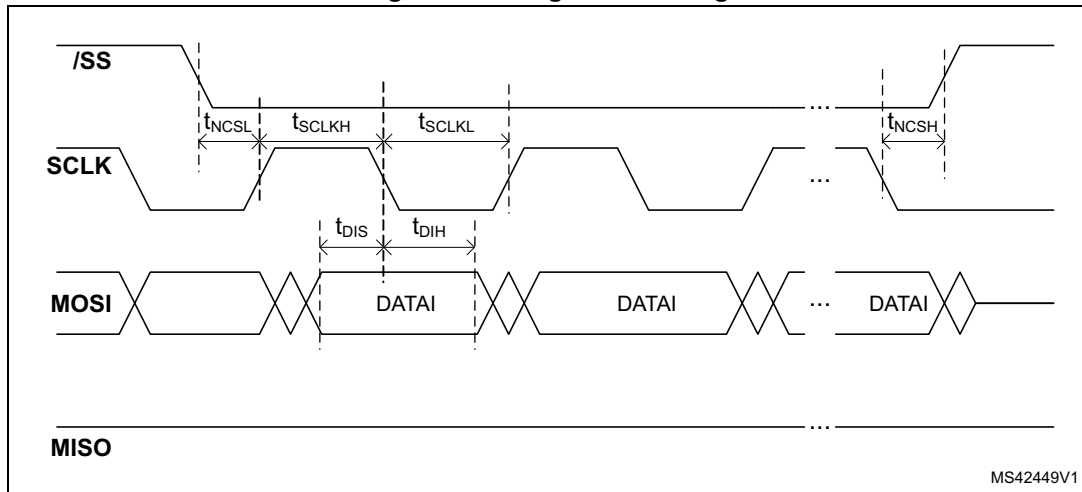 /SS
...
tNCSL tSCLKH tSCLKL tNCSH
SCLK
...
tDIS tDIH
MOSI DATAI DATAI ... DATAI
...
MISO
MS42449V1